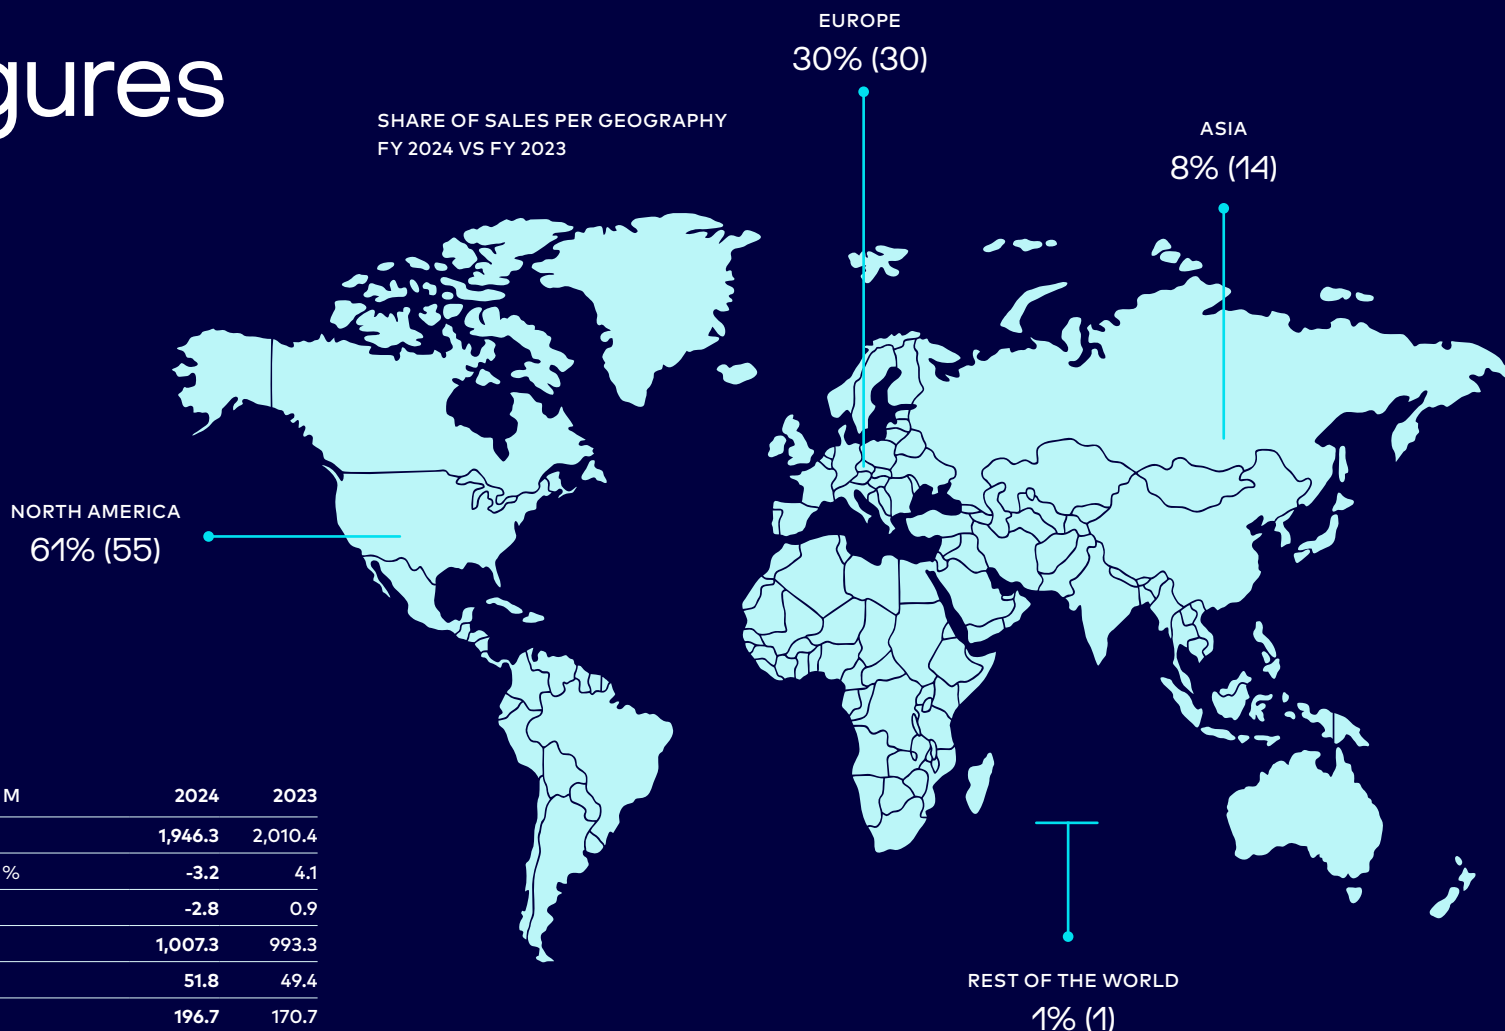 gures
SHARE OF SALES PER GEOGRAPHY
FY 2024 VS FY 2023
EUROPE
30% (30)
ASIA
8% (14)
NORTH AMERICA
61% (55)
REST OF THE WORLD
1% (1)
M 2024 2023
1,946.3 2,010.4
% -3.2 4.1
-2.8 0.9
1,007.3 993.3
51.8 49.4
196.7 170.7